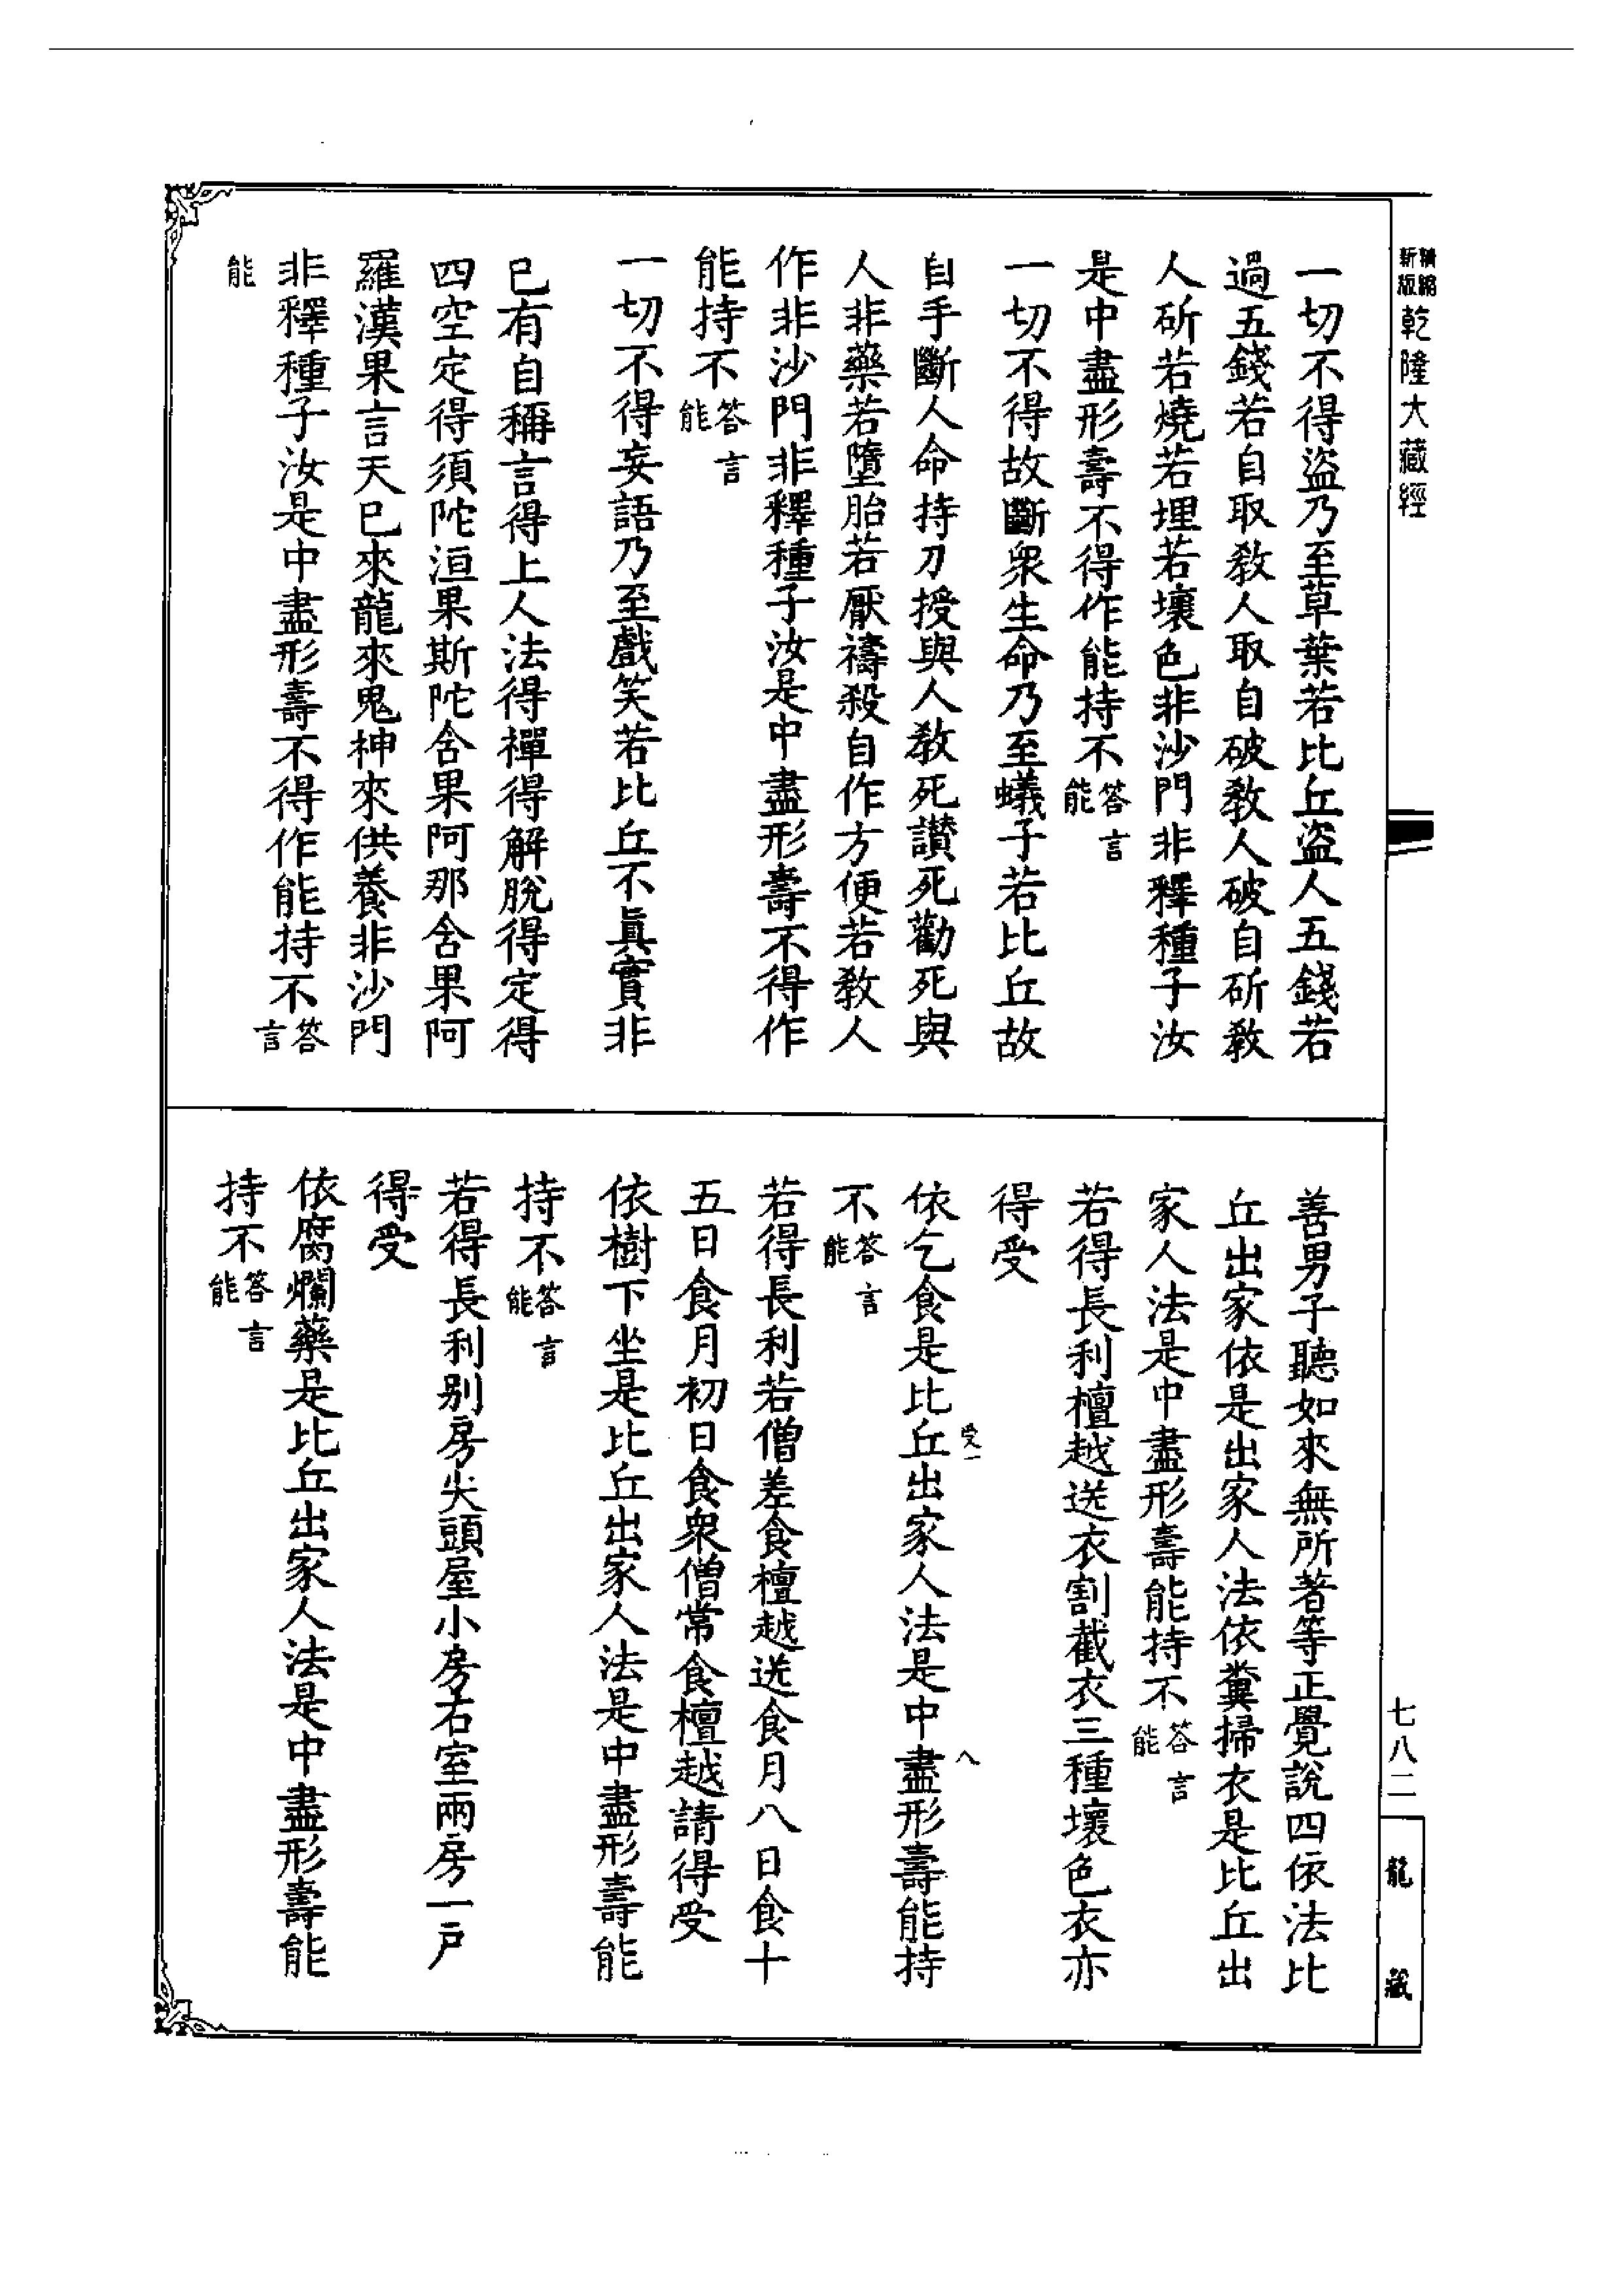 精縮新版乾隆大藏經
一切不得盜乃至草葉若比丘盜人五錢若
過五錢若自取教人取自破教人破自斫教
人斫若燒若埋若壞色非沙門非釋種子汝
是中盡形壽不得作能持不答言能
一切不得故斷衆生命乃至蟻子若比丘故
自手斷人命持刀授與人教死讃死勸死與
人非藥若墮胎若厭禱殺自作方便若教人
作非沙門非釋種子汝是中盡形壽不得作
能持不答言能
一切不得妄語乃至戲笑若比丘不眞實非
已有自稱言得上人法得禪得解脫得定得
四空定得須陀洹果斯陀含果阿那含果阿
羅漢果言天已來龍來鬼神來供養非沙門
非釋種子汝是中盡形壽不得作能持不答言
能
善男子聽如來無所著等正覺說四依法比
丘出家依是出家人法依糞掃衣是比丘出
家人法是中盡形壽能持不答言能
若得長利檀越送衣割截衣三種壞色衣亦
得受
依乞食是比丘出家人法是中盡形壽能持
不答言能
受一
八
若得長利若僧差食檀越送食月八日食十
五日食月初日食衆僧常食檀越請得受
依樹下坐是比丘出家人法是中盡形壽能
持不答言能
若得長利別房尖頭屋小房石室兩房一戶
得受
依腐爛藥是比丘出家人法是中盡形壽能
持不答言能
七八二
龍藏